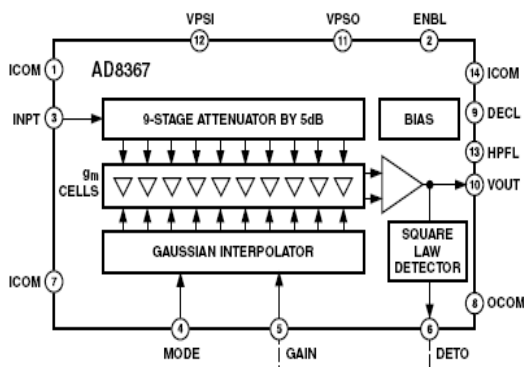 VPSI VPSO ENBL
12 11 2
ICOM 1 AD8367 14 ICOM
9 DECL
INPT 3 9-STAGE ATTENUATOR BY 5dB BIAS
13 HPFL
gm
CELLS
10 VOUT
GAUSSIAN INTERPOLATOR
SQUARE
LAW
DETECTOR
ICOM 7
8 OCOM
4 5 6
MODE GAIN DETO